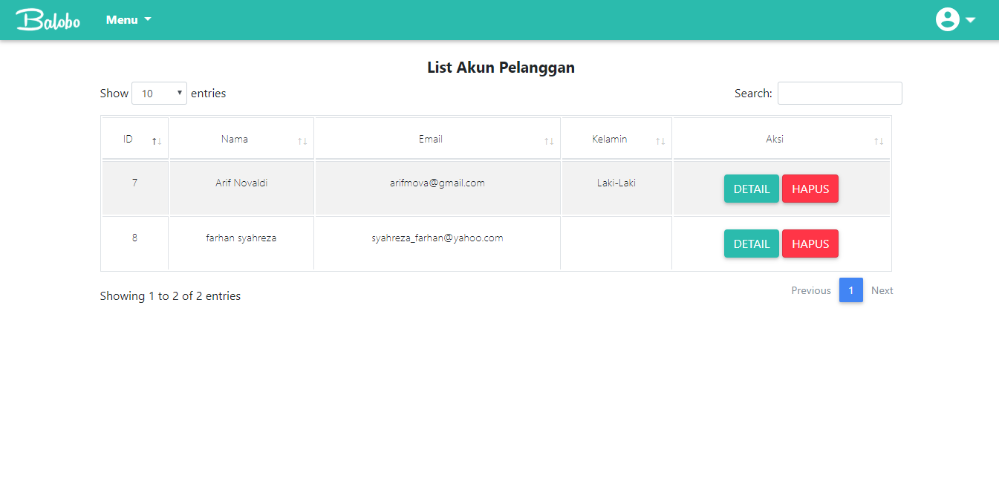 Balobo Menu
List Akun Pelanggan
Show 10 entries Search:
ID Nama Email Kelamin Aksi
7 Arif Novaldi arifmova@gmail.com Laki-Laki DETAIL HAPUS
8 farhan syahreza syahreza_farhan@yahoo.com DETAIL HAPUS
Showing 1 to 2 of 2 entries Previous 1 Next